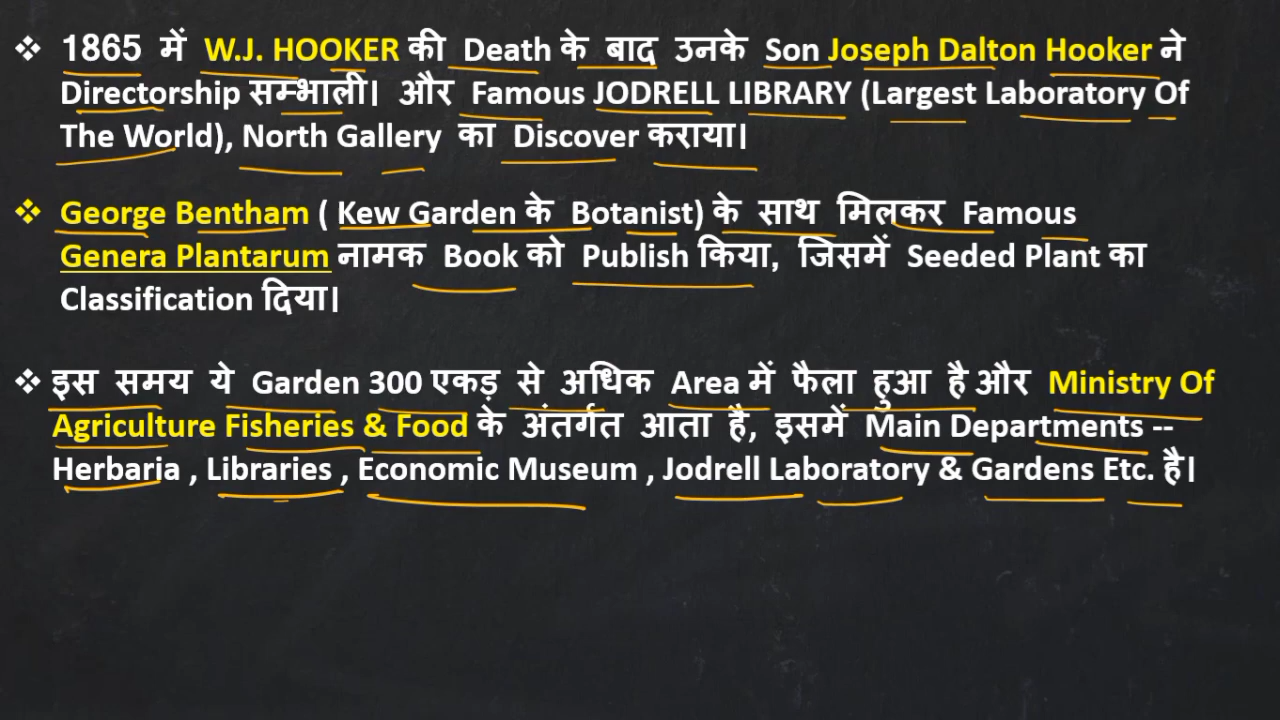 ❖ 1865 में W.J. HOOKER की Death के बाद उनके Son Joseph Dalton Hooker ने
Directorship सम्भाली। और Famous JODRELL LIBRARY (Largest Laboratory Of
The World), North Gallery का Discover कराया।
❖ George Bentham ( Kew Garden के Botanist) के साथ मिलकर Famous
Genera Plantarum नामक Book को Publish किया, जिसमें Seeded Plant का
Classification दिया।
❖ इस समय ये Garden 300 एकड़ से अधिक Area में फैला हुआ है और Ministry Of
Agriculture Fisheries & Food के अंतर्गत आता है, इसमें Main Departments --
Herbaria , Libraries , Economic Museum , Jodrell Laboratory & Gardens Etc. है।